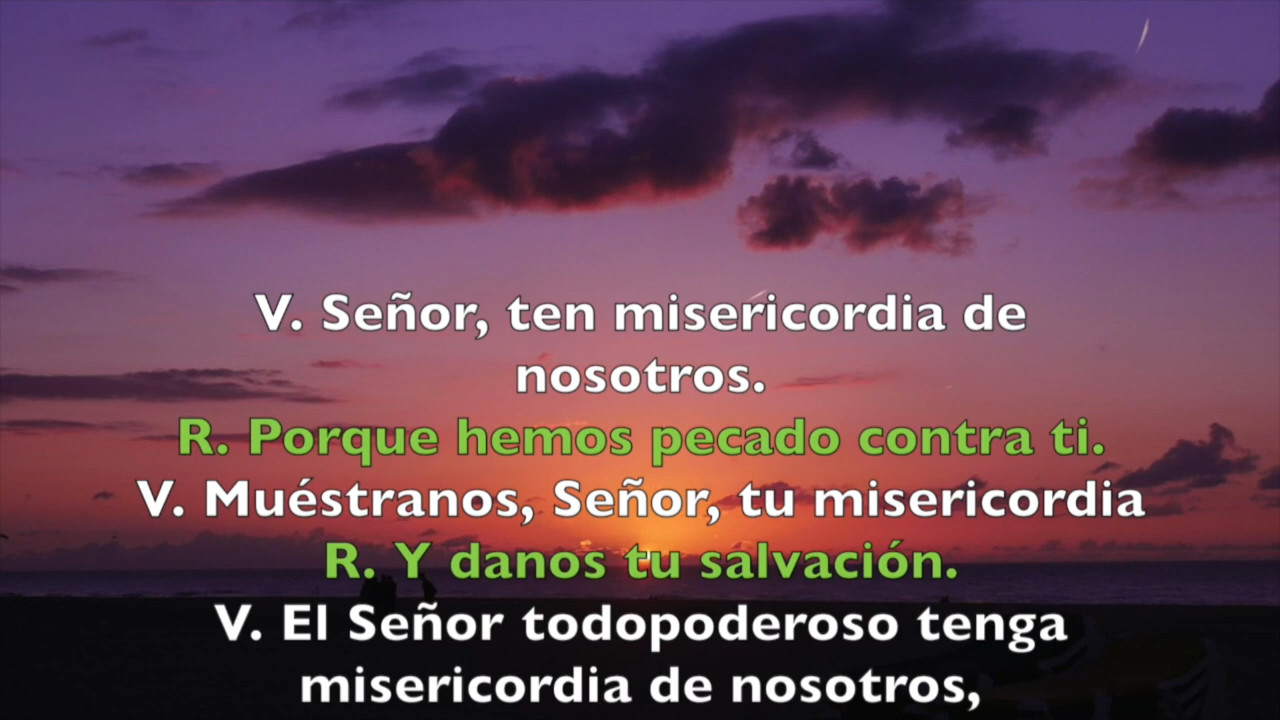 V. Señor, ten misericordia de
nosotros.
R. Porque hemos pecado contra ti.
V. Muéstranos, Señor, tu misericordia
R. Y danos tu salvación.
V. El Señor todopoderoso tenga
misericordia de nosotros,